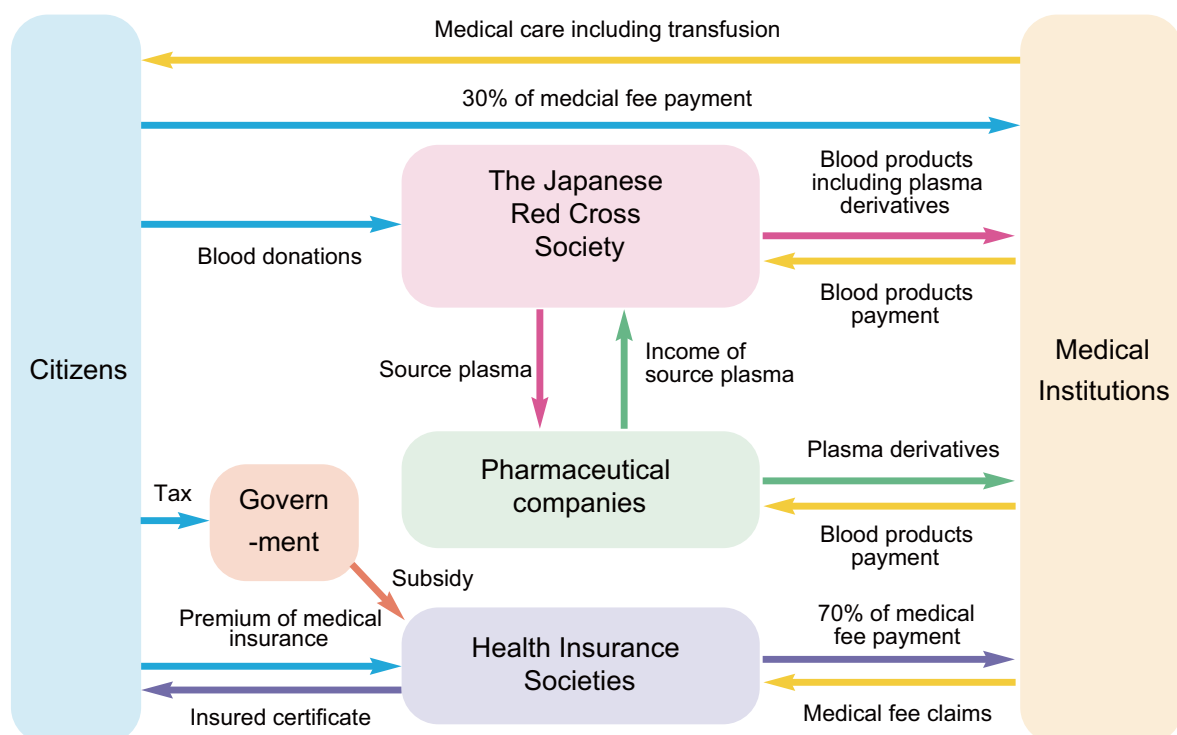 Medical care including transfusion
30% of medcial fee payment
The Japanese
Red Cross
Society
Blood products
including plasma
derivatives
Blood donations
Blood products
payment
Citizens
Source plasma
Income of
source plasma
Medical
Institutions
Pharmaceutical
companies
Plasma derivatives
Tax
Govern
-ment
Blood products
payment
Subsidy
Premium of medical
insurance
Health Insurance
Societies
70% of medical
fee payment
Insured certificate
Medical fee claims